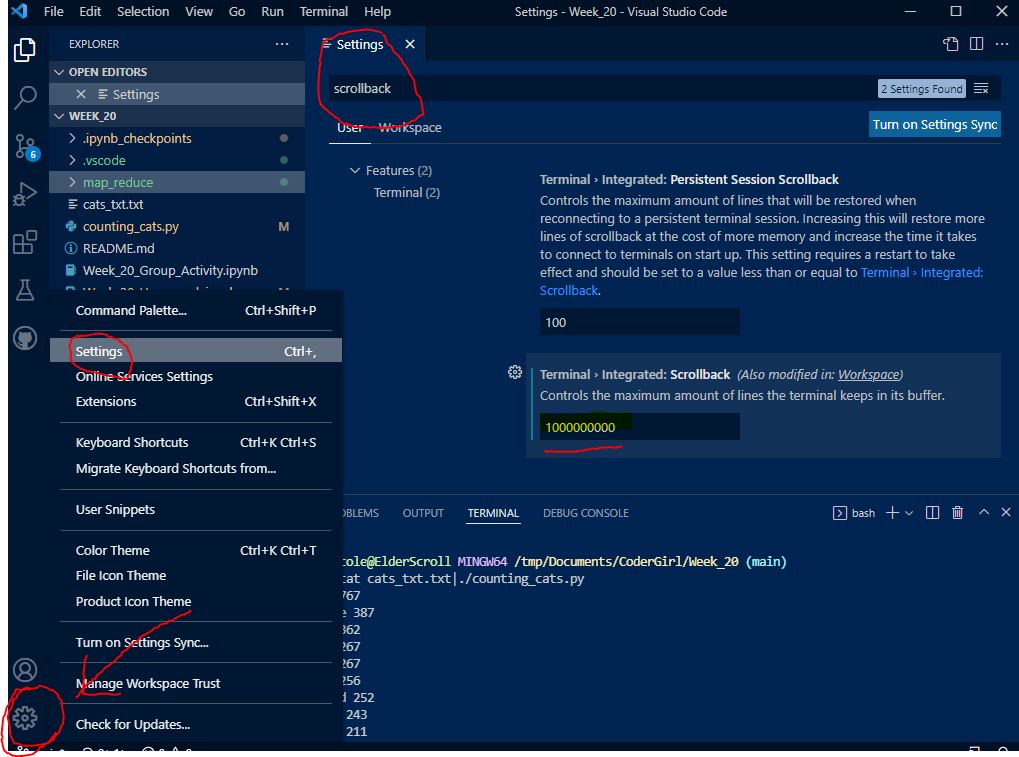 File Edit Selection View Go Run Terminal Help
Settings - Week_20 - Visual Studio Code
EXPLORER
OPEN EDITORS
Settings
WEEK_20
.ipynb_checkpoints
.vscode
map_reduce
cats_txt.txt
counting_cats.py M
README.md
Week_20_Group_Activity.ipynb
6
Command Palette... Ctrl+Shift+P
Settings Ctrl+,
Online Services Settings
Extensions Ctrl+Shift+X
Keyboard Shortcuts Ctrl+K Ctrl+S
Migrate Keyboard Shortcuts from...
User Snippets
Color Theme Ctrl+K Ctrl+T
File Icon Theme
Product Icon Theme
Turn on Settings Sync...
Manage Workspace Trust
Check for Updates...
Settings
scrollback
2 Settings Found
User Workspace
Turn on Settings Sync
Features (2)
Terminal (2)
Terminal › Integrated: Persistent Session Scrollback
Controls the maximum amount of lines that will be restored when
reconnecting to a persistent terminal session. Increasing this will restore more
lines of scrollback at the cost of more memory and increase the time it takes
to connect to terminals on start up. This setting requires a restart to take
effect and should be set to a value less than or equal to Terminal › Integrated:
Scrollback.
100
Terminal › Integrated: Scrollback (Also modified in: Workspace)
Controls the maximum amount of lines the terminal keeps in its buffer.
1000000000
OBLEMS OUTPUT TERMINAL DEBUG CONSOLE
bash
cole@ElderScroll MINGW64 /tmp/Documents/CoderGirl/Week_20 (main)
cat cats_txt.txt|./counting_cats.py
767
e 387
362
267
267
256
d 252
243
211